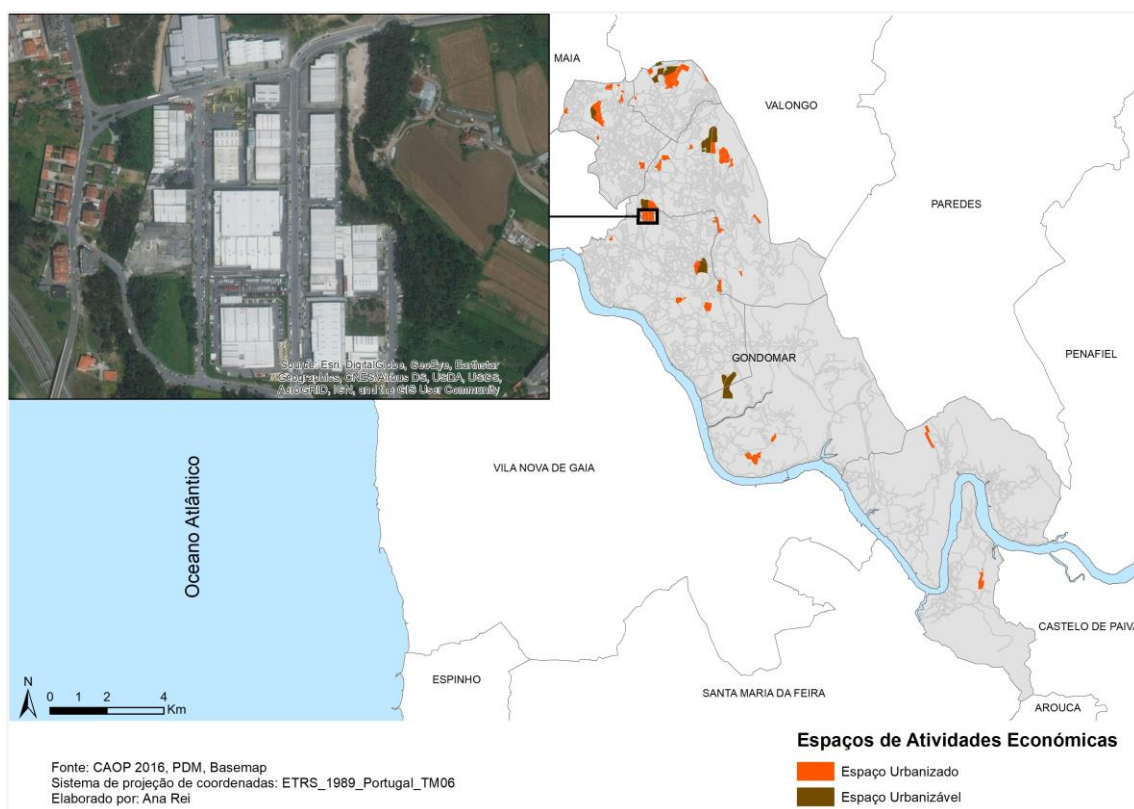 MAIA
VALONGO
PAREDES
PENAFIEL
GONDOMAR
VILA NOVA DE GAIA
Oceano Atlântico
CASTELO DE PAIVA
ESPINHO
SANTA MARIA DA FEIRA
AROUCA
Source: Esri, DigitalGlobe, GeoEye, Earthstar
Geographics, CNES/Airbus DS, USDA, USGS,
AeroGRID, IGN, and the GIS User Community
N
0 1 2 4
Km
Espaços de Atividades Económicas
Espaço Urbanizado
Espaço Urbanizável
Fonte: CAOP 2016, PDM, Basemap
Sistema de projeção de coordenadas: ETRS_1989_Portugal_TM06
Elaborado por: Ana Rei